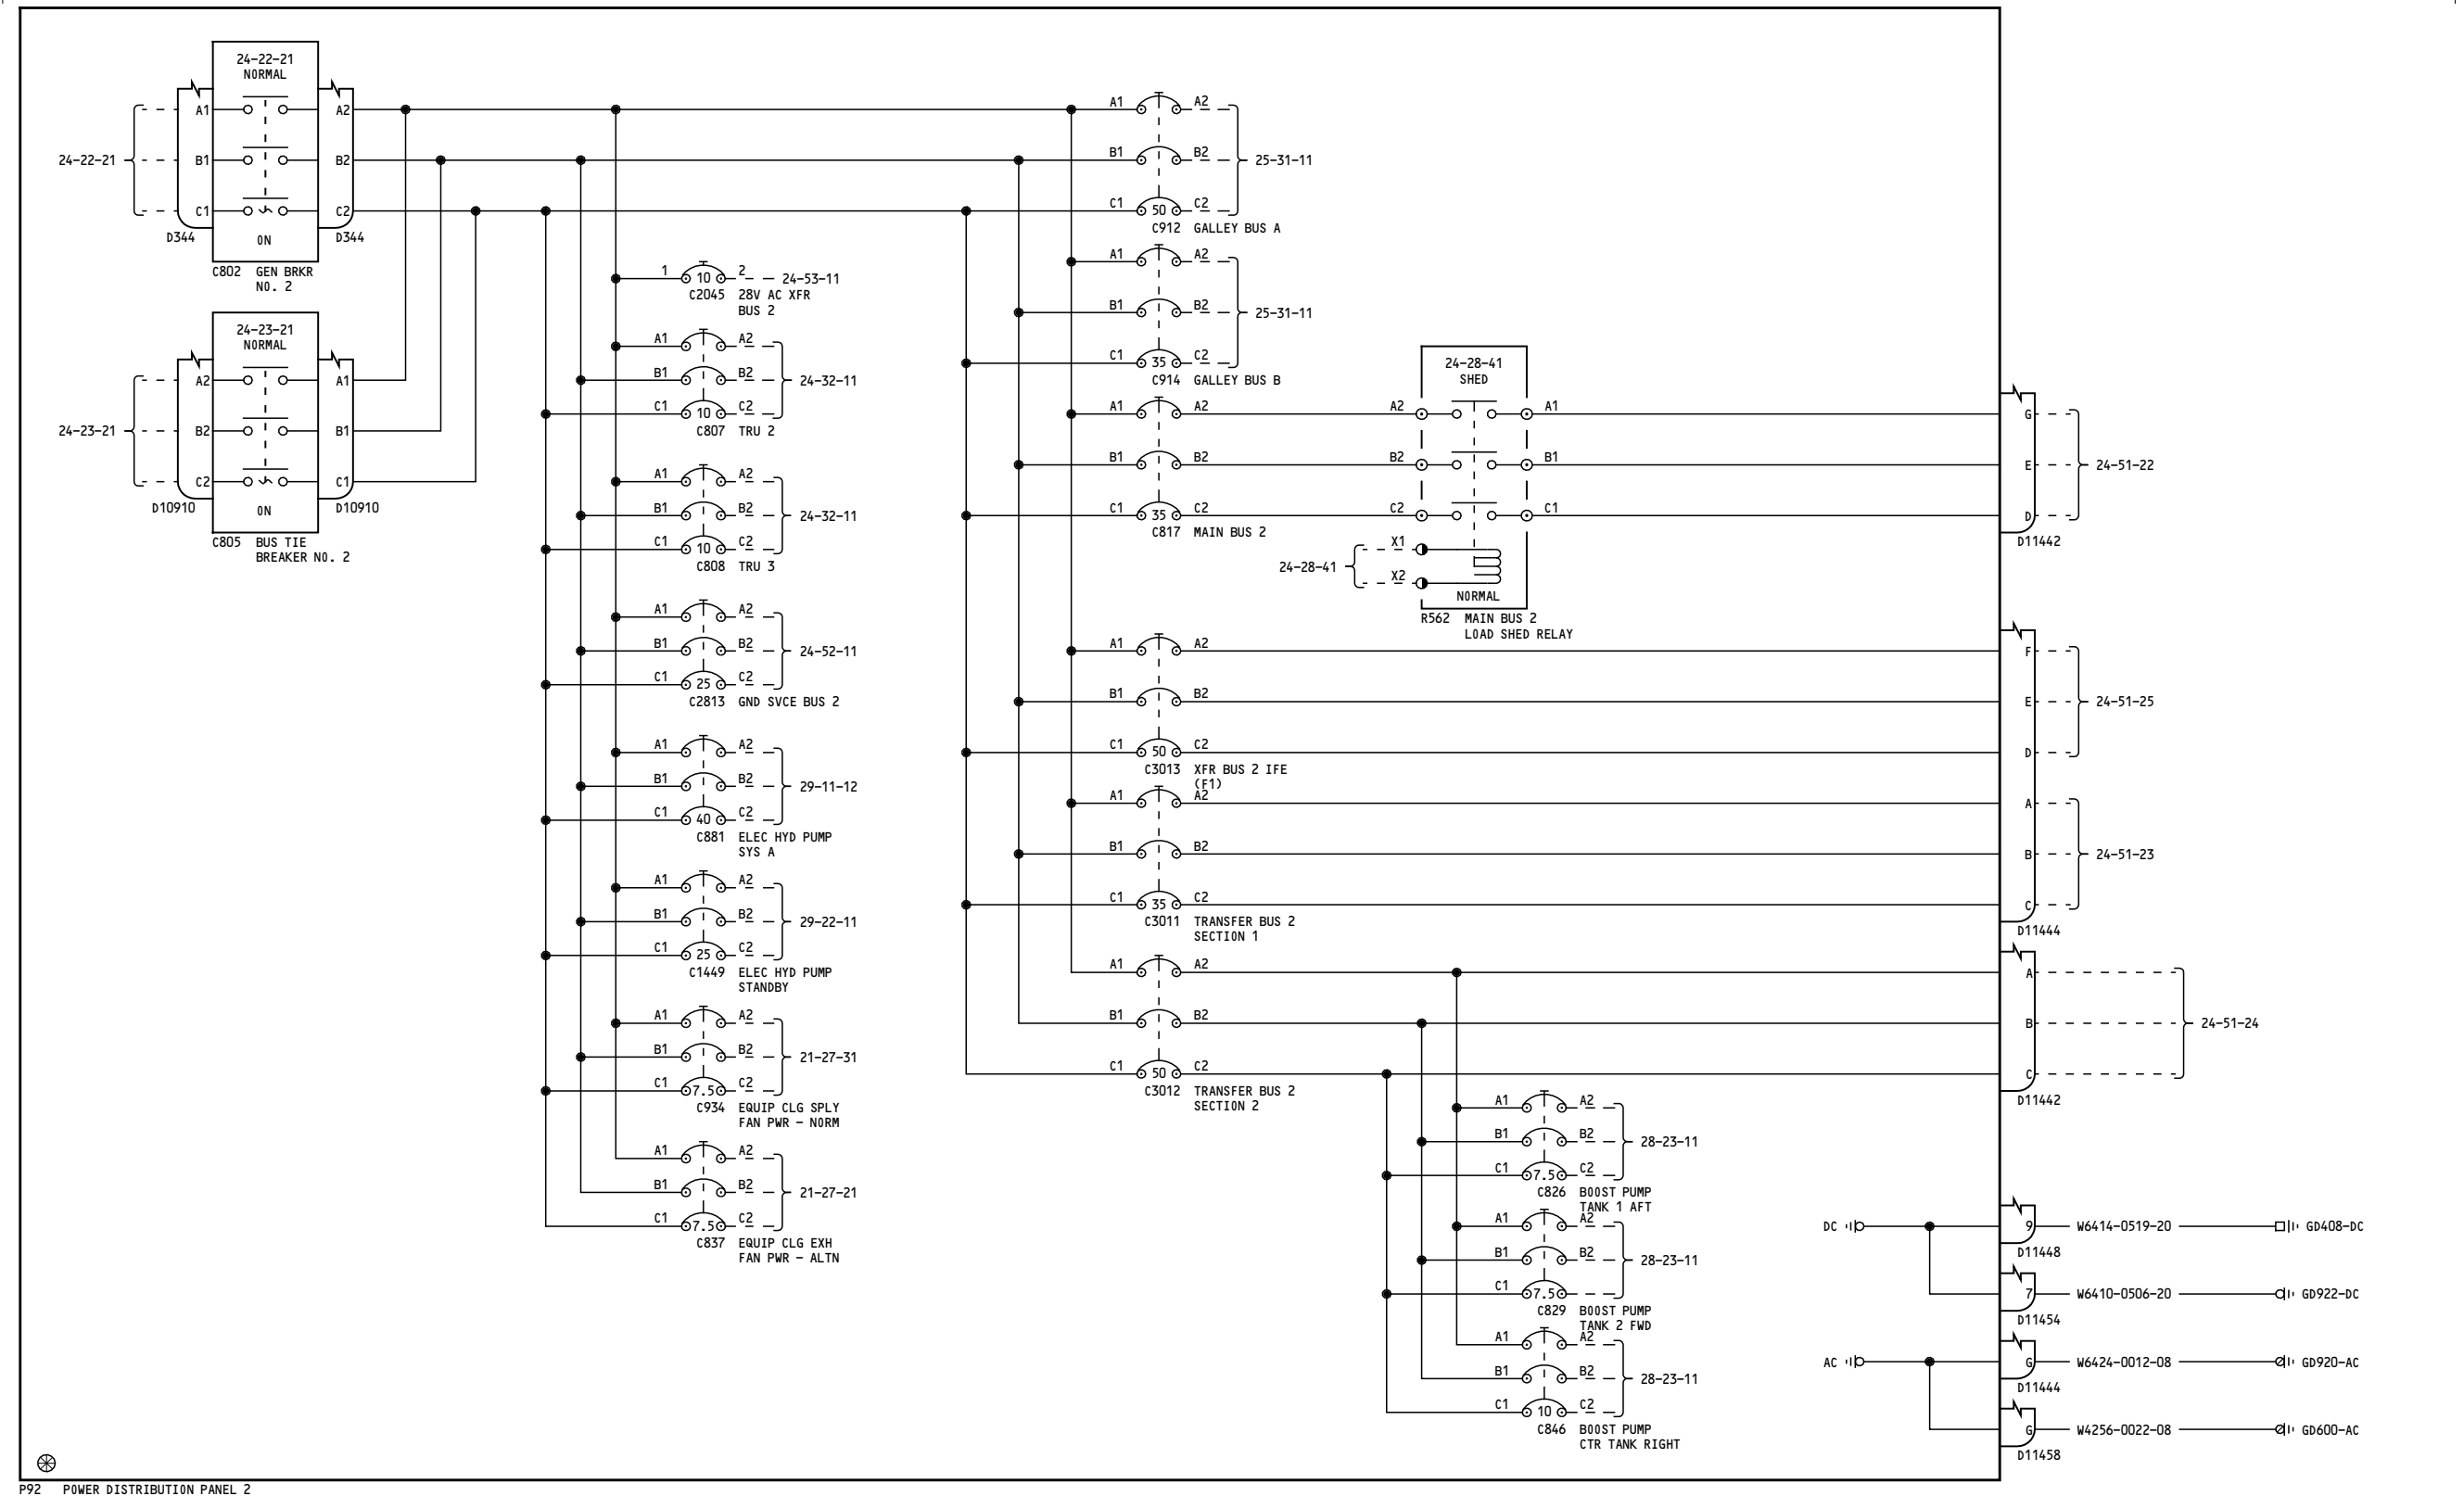 24-22-21
NORMAL
A1 A2
24-22-21 B1 B2
C1 C2
D344 ON D344
C802 GEN BRKR
NO. 2
24-23-21
NORMAL
A2 A1
24-23-21 B2 B1
C2 C1
D10910 ON D10910
C805 BUS TIE
BREAKER NO. 2
1 10 2 24-53-11
C2045 28V AC XFR
BUS 2
A1 A2
B1 B2 24-32-11
C1 10 C2
C807 TRU 2
A1 A2
B1 B2 24-32-11
C1 10 C2
C808 TRU 3
A1 A2
B1 B2 24-52-11
C1 25 C2
C2813 GND SVCE BUS 2
A1 A2
B1 B2 29-11-12
C1 40 C2
C881 ELEC HYD PUMP
SYS A
A1 A2
B1 B2 29-22-11
C1 25 C2
C1449 ELEC HYD PUMP
STANDBY
A1 A2
B1 B2 21-27-31
C1 7.5 C2
C934 EQUIP CLG SPLY
FAN PWR - NORM
A1 A2
B1 B2 21-27-21
C1 7.5 C2
C837 EQUIP CLG EXH
FAN PWR - ALTN
A1 A2
B1 B2 25-31-11
C1 50 C2
C912 GALLEY BUS A
A1 A2
B1 B2 25-31-11
C1 35 C2
C914 GALLEY BUS B
A1 A2
B1 B2
C1 35 C2
C817 MAIN BUS 2
24-28-41
SHED
A2 A1
B2 B1
C2 C1
X1
24-28-41
X2
NORMAL
R562 MAIN BUS 2
LOAD SHED RELAY
G
E 24-51-22
D
D11442
A1 A2
B1 B2
C1 50 C2
C3013 XFR BUS 2 IFE
(F1)
F
E 24-51-25
D
A1 A2
B1 B2
C1 35 C2
C3011 TRANSFER BUS 2
SECTION 1
A
B 24-51-23
C
D11444
A1 A2
B1 B2
C1 50 C2
C3012 TRANSFER BUS 2
SECTION 2
A
B 24-51-24
C
D11442
A1 A2
B1 B2 28-23-11
C1 7.5 C2
C826 BOOST PUMP
TANK 1 AFT
A1 A2
B1 B2 28-23-11
C1 7.5
C829 BOOST PUMP
TANK 2 FWD
A1 A2
B1 B2 28-23-11
C1 10 C2
C846 BOOST PUMP
CTR TANK RIGHT
DC 9 W6414-0519-20 GD408-DC
D11448
7 W6410-0506-20 GD922-DC
D11454
AC G W6424-0012-08 GD920-AC
D11444
G W4256-0022-08 GD600-AC
D11458
P92 POWER DISTRIBUTION PANEL 2